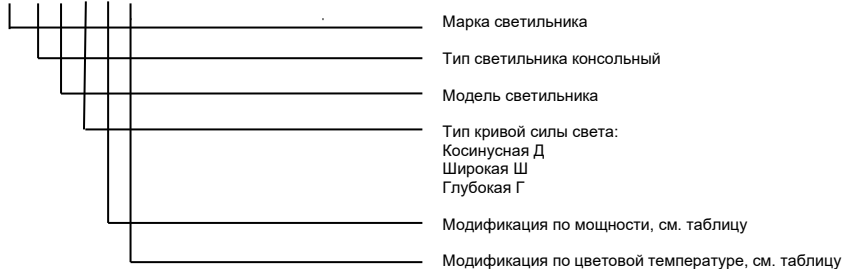 Марка светильника
Тип светильника консольный
Модель светильника
Тип кривой силы света:
Косинусная Д
Широкая Ш
Глубокая Г
Модификация по мощности, см. таблицу
Модификация по цветовой температуре, см. таблицу